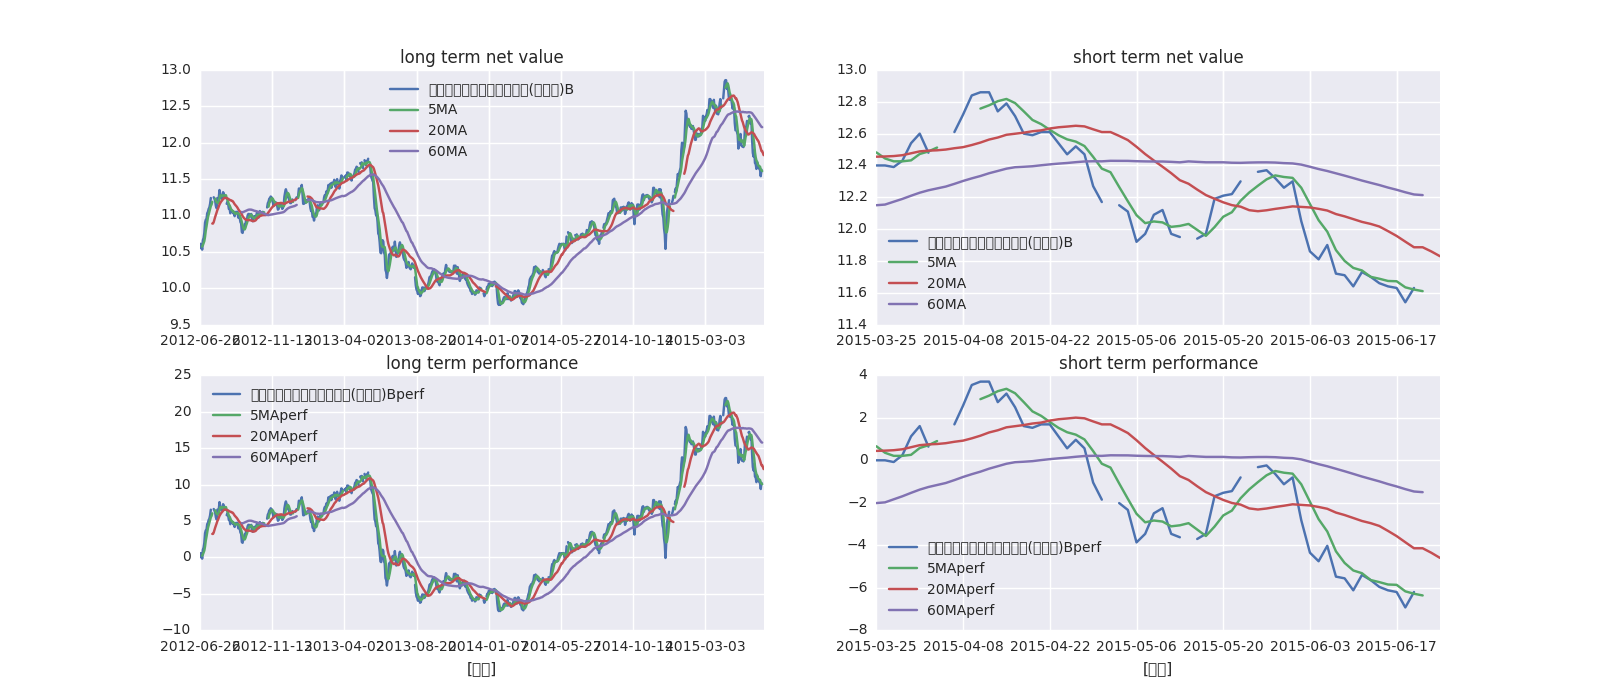 long term net value
13.0
12.5
12.0
11.5
11.0
10.5
10.0
9.5
B
5MA
20MA
60MA
2012-06-26 2012-11-13 2013-04-02 2013-08-20 2014-01-07 2014-05-27 2014-10-14 2015-03-03
short term net value
13.0
12.8
12.6
12.4
12.2
12.0
11.8
11.6
11.4
B
5MA
20MA
60MA
2015-03-25 2015-04-08 2015-04-22 2015-05-06 2015-05-20 2015-06-03 2015-06-17
long term performance
25
20
15
10
5
0
−5
−10
Bperf
5MAperf
20MAperf
60MAperf
2012-06-26 2012-11-13 2013-04-02 2013-08-20 2014-01-07 2014-05-27 2014-10-14 2015-03-03
short term performance
4
2
0
−2
−4
−6
−8
Bperf
5MAperf
20MAperf
60MAperf
2015-03-25 2015-04-08 2015-04-22 2015-05-06 2015-05-20 2015-06-03 2015-06-17